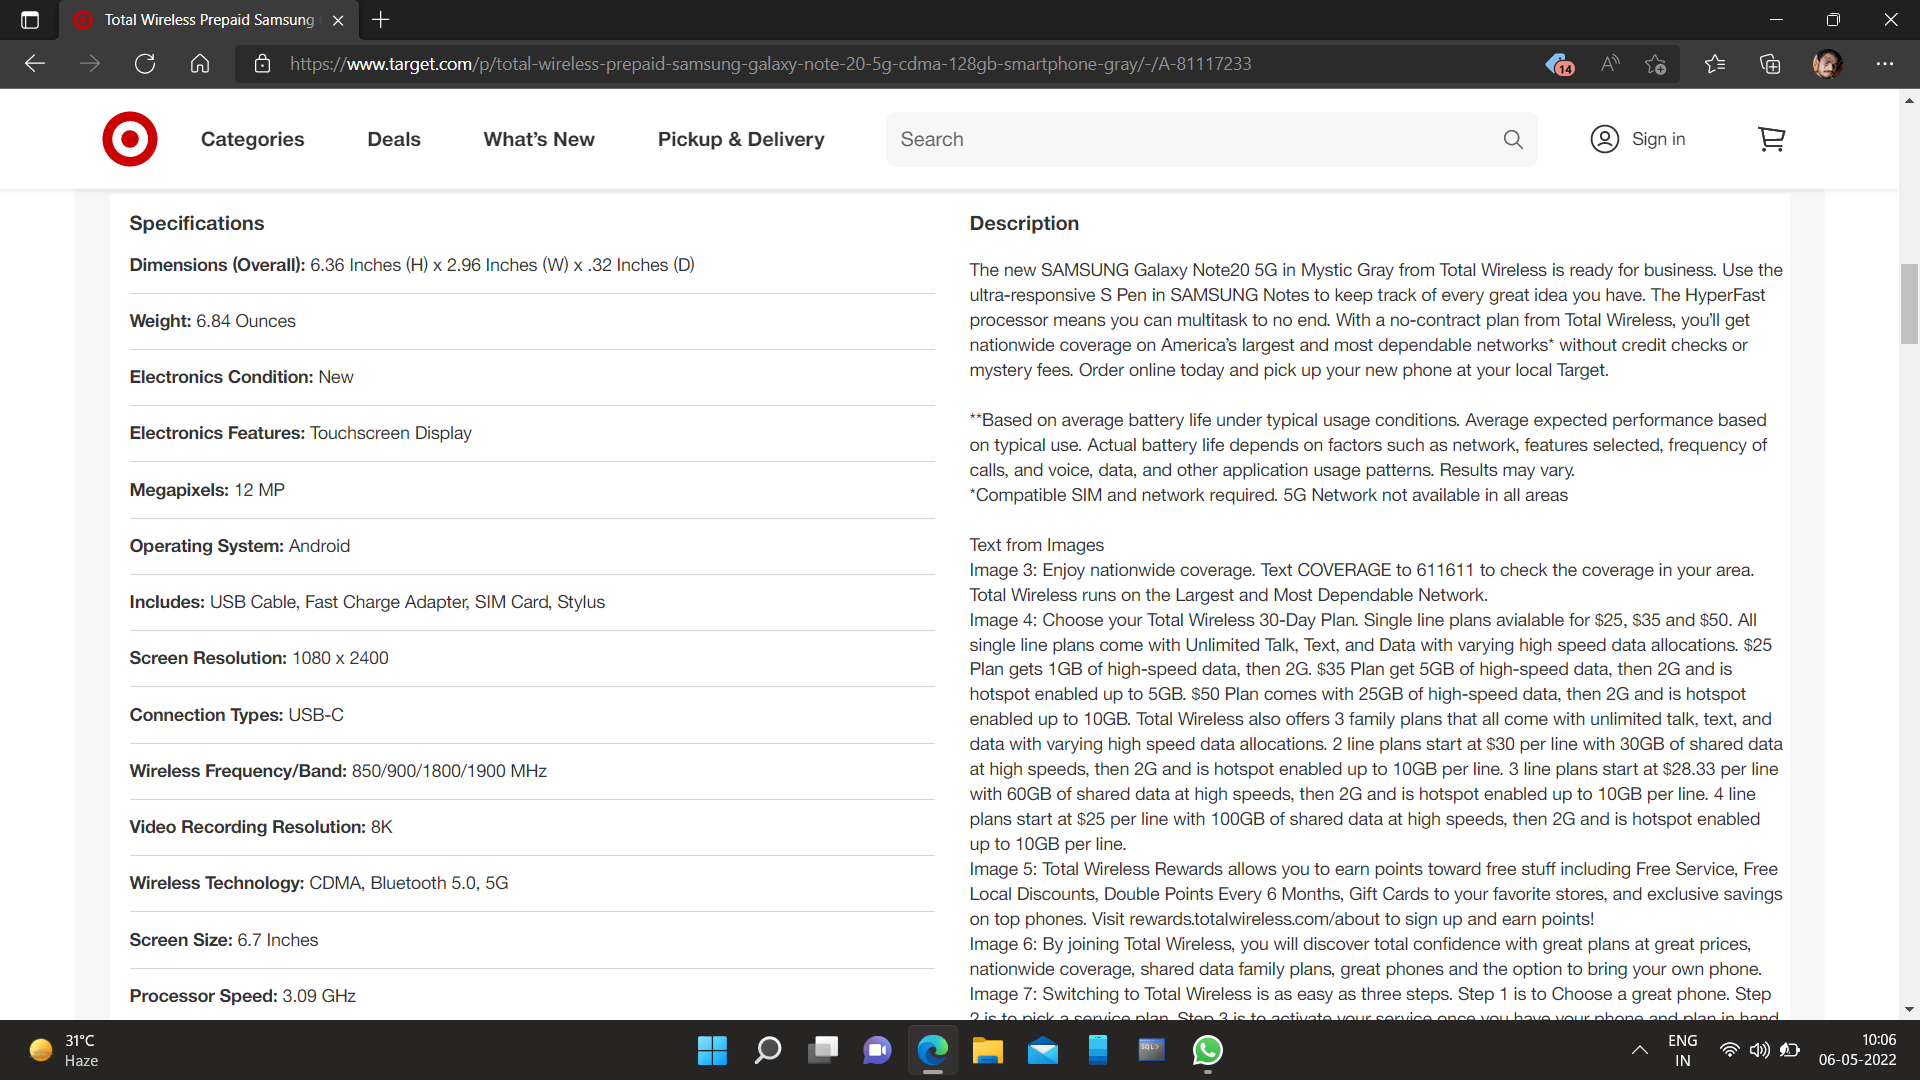 Total Wireless Prepaid Samsung
https://www.target.com/p/total-wireless-prepaid-samsung-galaxy-note-20-5g-cdma-128gb-smartphone-gray/-/A-81117233
14
Categories
Deals
What's New
Pickup & Delivery
Search
Sign in
Specifications
Dimensions (Overall): 6.36 Inches (H) x 2.96 Inches (W) x .32 Inches (D)
Weight: 6.84 Ounces
Electronics Condition: New
Electronics Features: Touchscreen Display
Megapixels: 12 MP
Operating System: Android
Includes: USB Cable, Fast Charge Adapter, SIM Card, Stylus
Screen Resolution: 1080 x 2400
Connection Types: USB-C
Wireless Frequency/Band: 850/900/1800/1900 MHz
Video Recording Resolution: 8K
Wireless Technology: CDMA, Bluetooth 5.0, 5G
Screen Size: 6.7 Inches
Processor Speed: 3.09 GHz
Description
The new SAMSUNG Galaxy Note20 5G in Mystic Gray from Total Wireless is ready for business. Use the
ultra-responsive S Pen in SAMSUNG Notes to keep track of every great idea you have. The HyperFast
processor means you can multitask to no end. With a no-contract plan from Total Wireless, you'll get
nationwide coverage on America's largest and most dependable networks* without credit checks or
mystery fees. Order online today and pick up your new phone at your local Target.
**Based on average battery life under typical usage conditions. Average expected performance based
on typical use. Actual battery life depends on factors such as network, features selected, frequency of
calls, and voice, data, and other application usage patterns. Results may vary.
*Compatible SIM and network required. 5G Network not available in all areas
Text from Images
Image 3: Enjoy nationwide coverage. Text COVERAGE to 611611 to check the coverage in your area.
Total Wireless runs on the Largest and Most Dependable Network.
Image 4: Choose your Total Wireless 30-Day Plan. Single line plans avialable for $25, $35 and $50. All
single line plans come with Unlimited Talk, Text, and Data with varying high speed data allocations. $25
Plan gets 1GB of high-speed data, then 2G. $35 Plan get 5GB of high-speed data, then 2G and is
hotspot enabled up to 5GB. $50 Plan comes with 25GB of high-speed data, then 2G and is hotspot
enabled up to 10GB. Total Wireless also offers 3 family plans that all come with unlimited talk, text, and
data with varying high speed data allocations. 2 line plans start at $30 per line with 30GB of shared data
at high speeds, then 2G and is hotspot enabled up to 10GB per line. 3 line plans start at $28.33 per line
with 60GB of shared data at high speeds, then 2G and is hotspot enabled up to 10GB per line. 4 line
plans start at $25 per line with 100GB of shared data at high speeds, then 2G and is hotspot enabled
up to 10GB per line.
Image 5: Total Wireless Rewards allows you to earn points toward free stuff including Free Service, Free
Local Discounts, Double Points Every 6 Months, Gift Cards to your favorite stores, and exclusive savings
on top phones. Visit rewards.totalwireless.com/about to sign up and earn points!
Image 6: By joining Total Wireless, you will discover total confidence with great plans at great prices,
nationwide coverage, shared data family plans, great phones and the option to bring your own phone.
Image 7: Switching to Total Wireless is as easy as three steps. Step 1 is to Choose a great phone. Step
2 is to pick a service plan. Step 3 is to activate your service once you have your phone and plan in hand.
31°C
Haze
SQL>
ENG
IN
10:06
06-05-2022